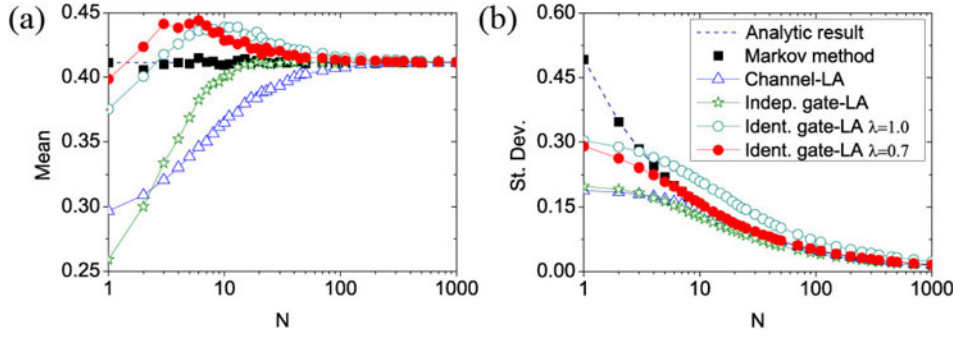 (a)
0.45
0.40
0.35
0.30
0.25
Mean
1
10
100
1000
N
(b)
0.60
0.45
0.30
0.15
0.00
St. Dev.
1
10
100
1000
N
Analytic result
Markov method
Channel-LA
Indep. gate-LA
Ident. gate-LA λ=1.0
Ident. gate-LA λ=0.7